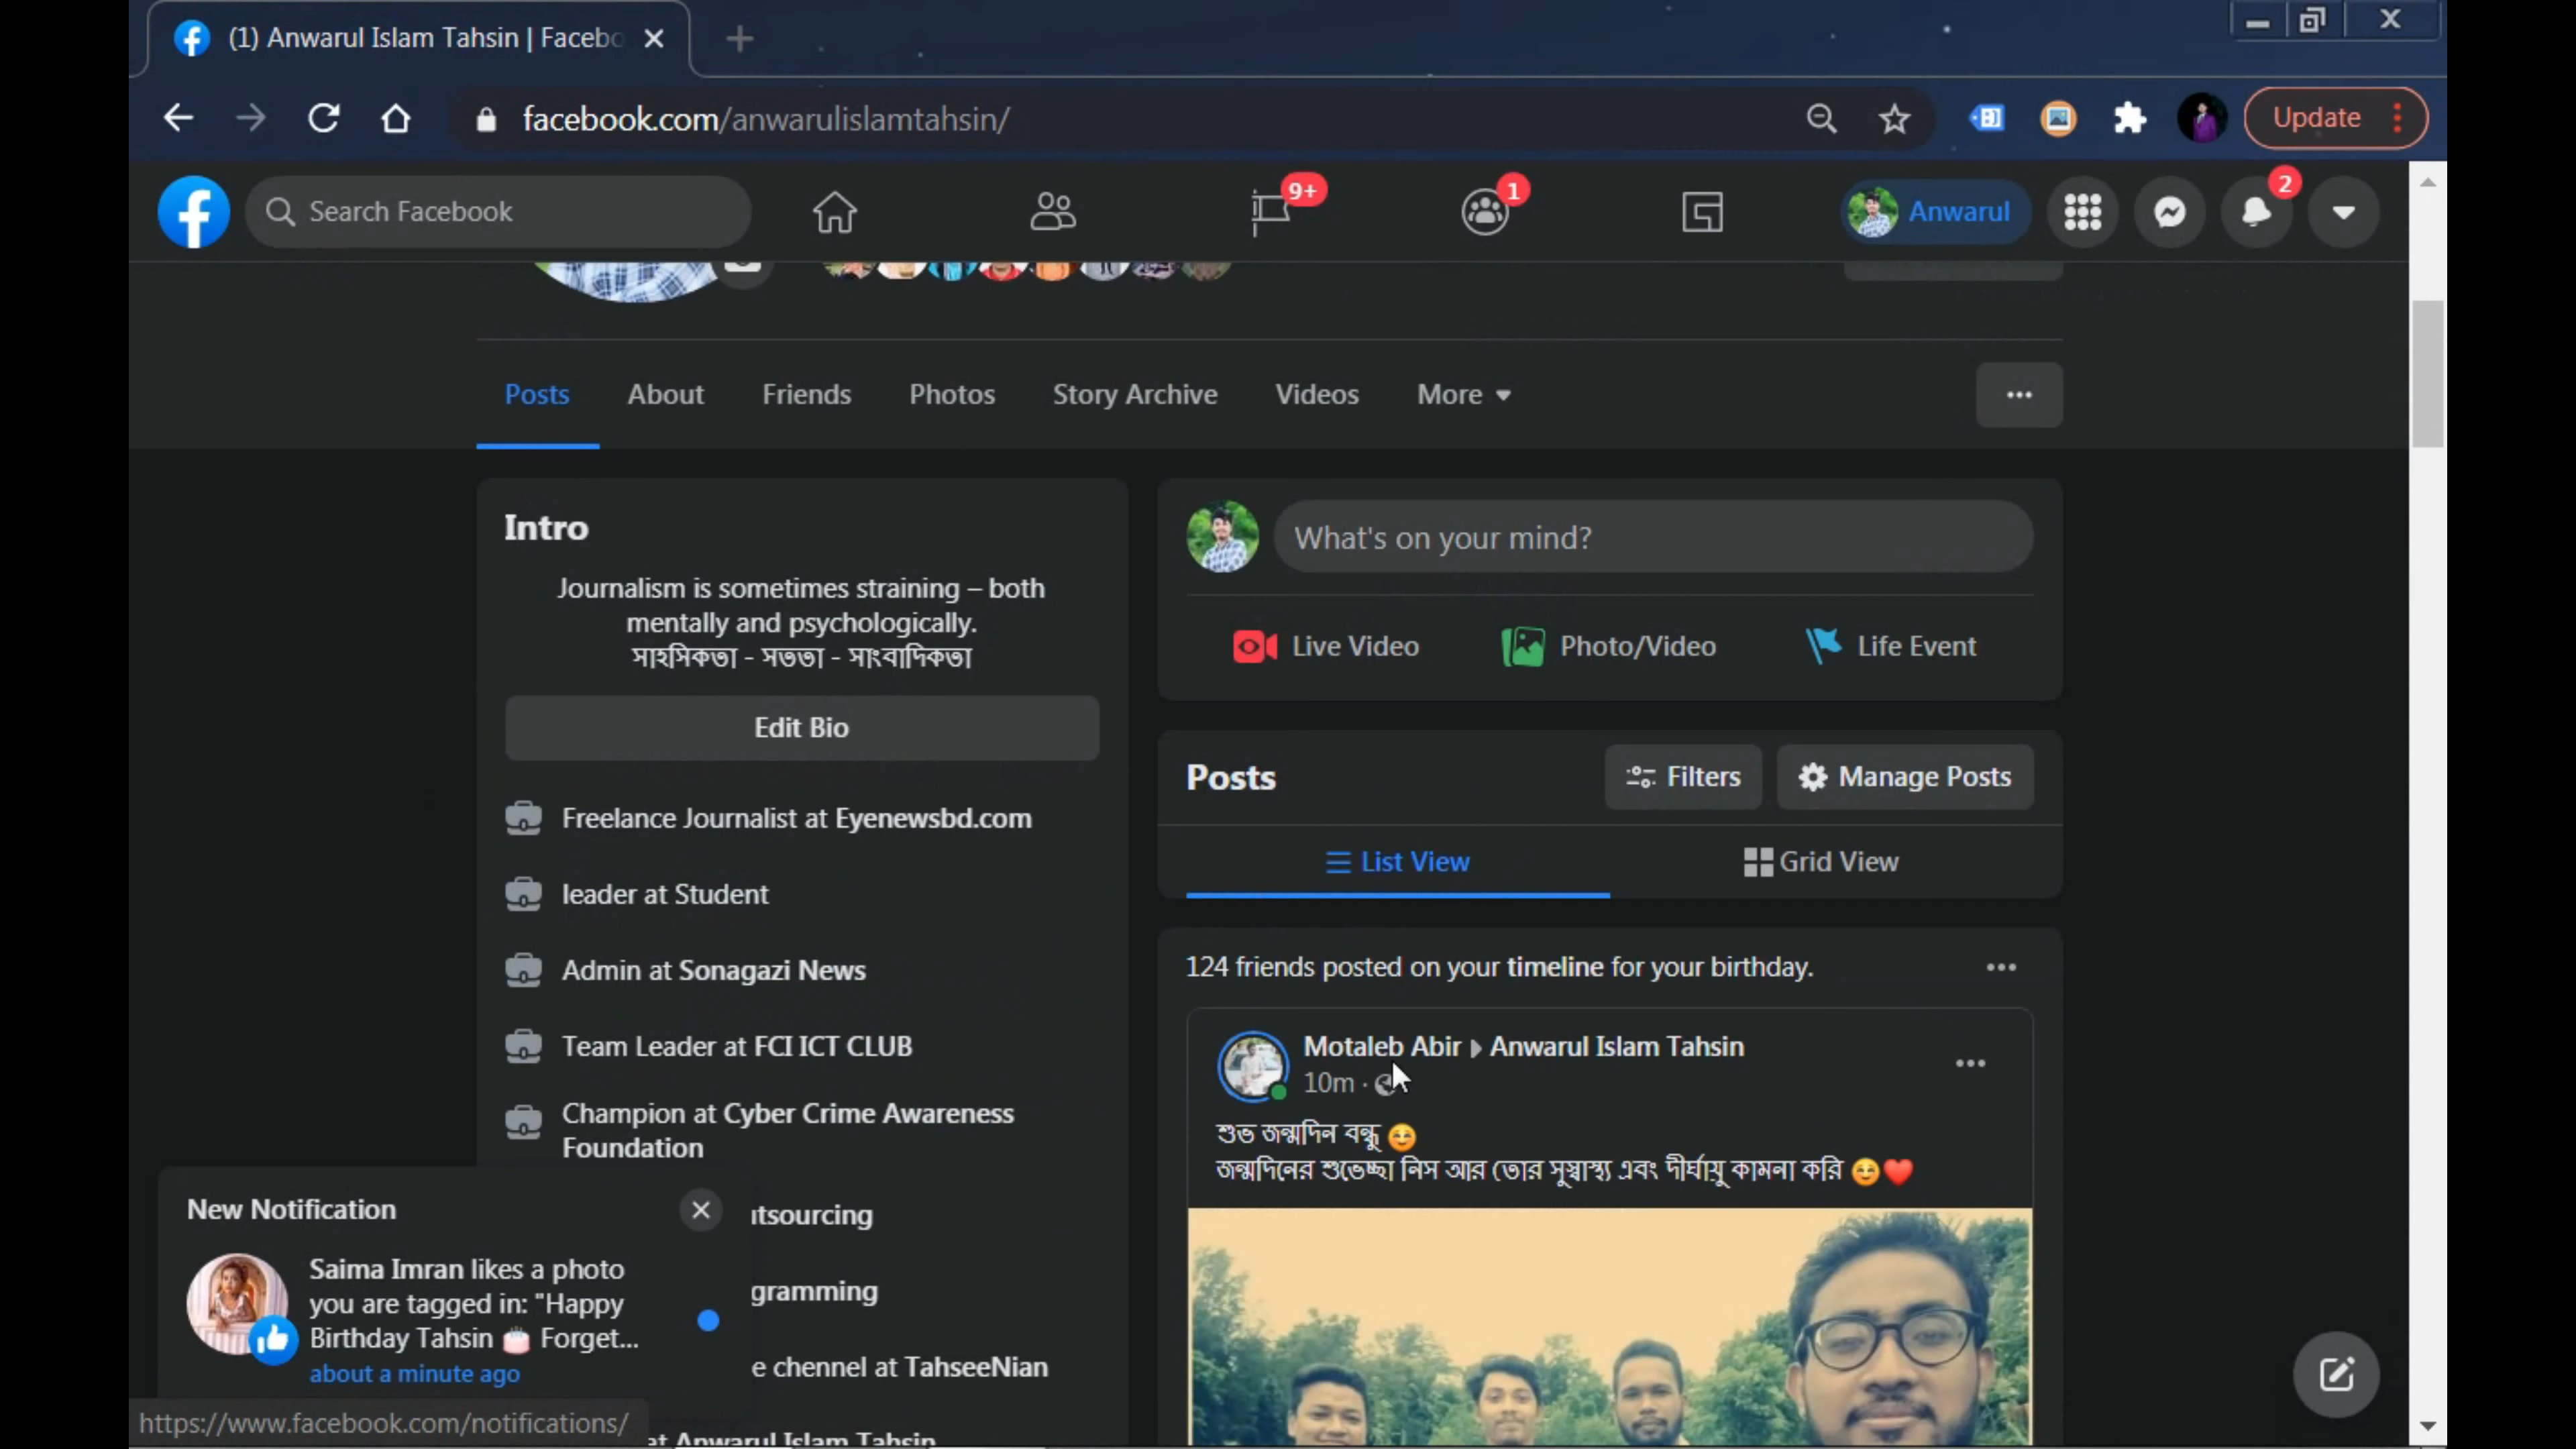 (1) Anwarul Islam Tahsin | Facebo
facebook.com/anwarulislamtahsin/
Update
Search Facebook
9+
1
Anwarul
2
Posts
About
Friends
Photos
Story Archive
Videos
More
Intro
Journalism is sometimes straining – both
mentally and psychologically.
সাহসিকতা - সততা - সাংবাদিকতা
Edit Bio
Freelance Journalist at Eyenewsbd.com
leader at Student
Admin at Sonagazi News
Team Leader at FCI ICT CLUB
Champion at Cyber Crime Awareness
Foundation
utsourcing
gramming
e chennel at TahseeNian
at Anwarul Islam Tahsin
What's on your mind?
Live Video
Photo/Video
Life Event
Posts
Filters
Manage Posts
List View
Grid View
124 friends posted on your timeline for your birthday.
Motaleb Abir ▸ Anwarul Islam Tahsin
10m ·
শুভ জন্মদিন বন্ধু 😊
জন্মদিনের শুভেচ্ছা নিস আর তোর সুস্বাস্থ্য এবং দীর্ঘায়ু কামনা করি 😊❤️
New Notification
Saima Imran likes a photo
you are tagged in: "Happy
Birthday Tahsin 🎂 Forget...
about a minute ago
https://www.facebook.com/notifications/